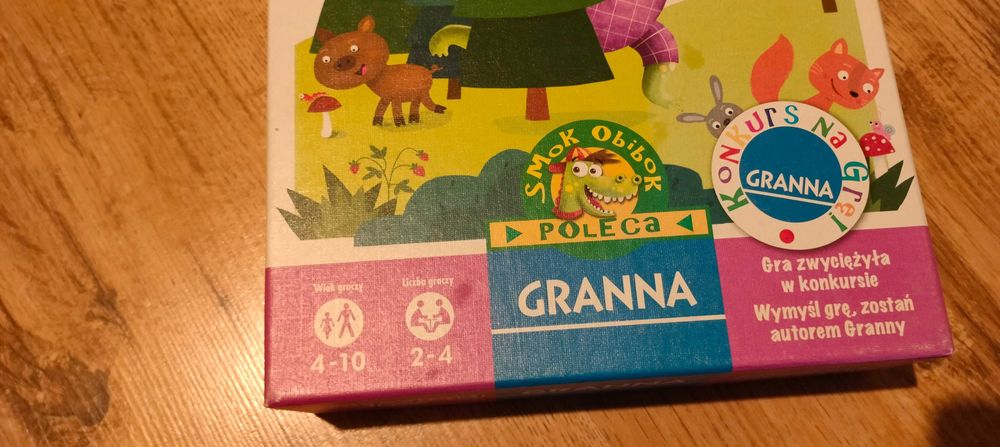 SMOK OBIBOK
POLECA
GRANNA
KONKURS NA GRĘ!
GRANNA
Gra zwyciężyła
w konkursie
Wymyśl grę, zostań
autorem Granny
Wiek graczy
4-10
Liczba graczy
2-4
GRANNA